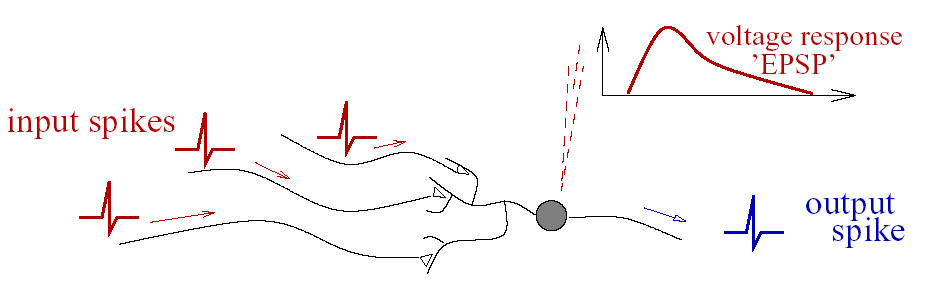 voltage response
'EPSP'
input spikes
output
spike